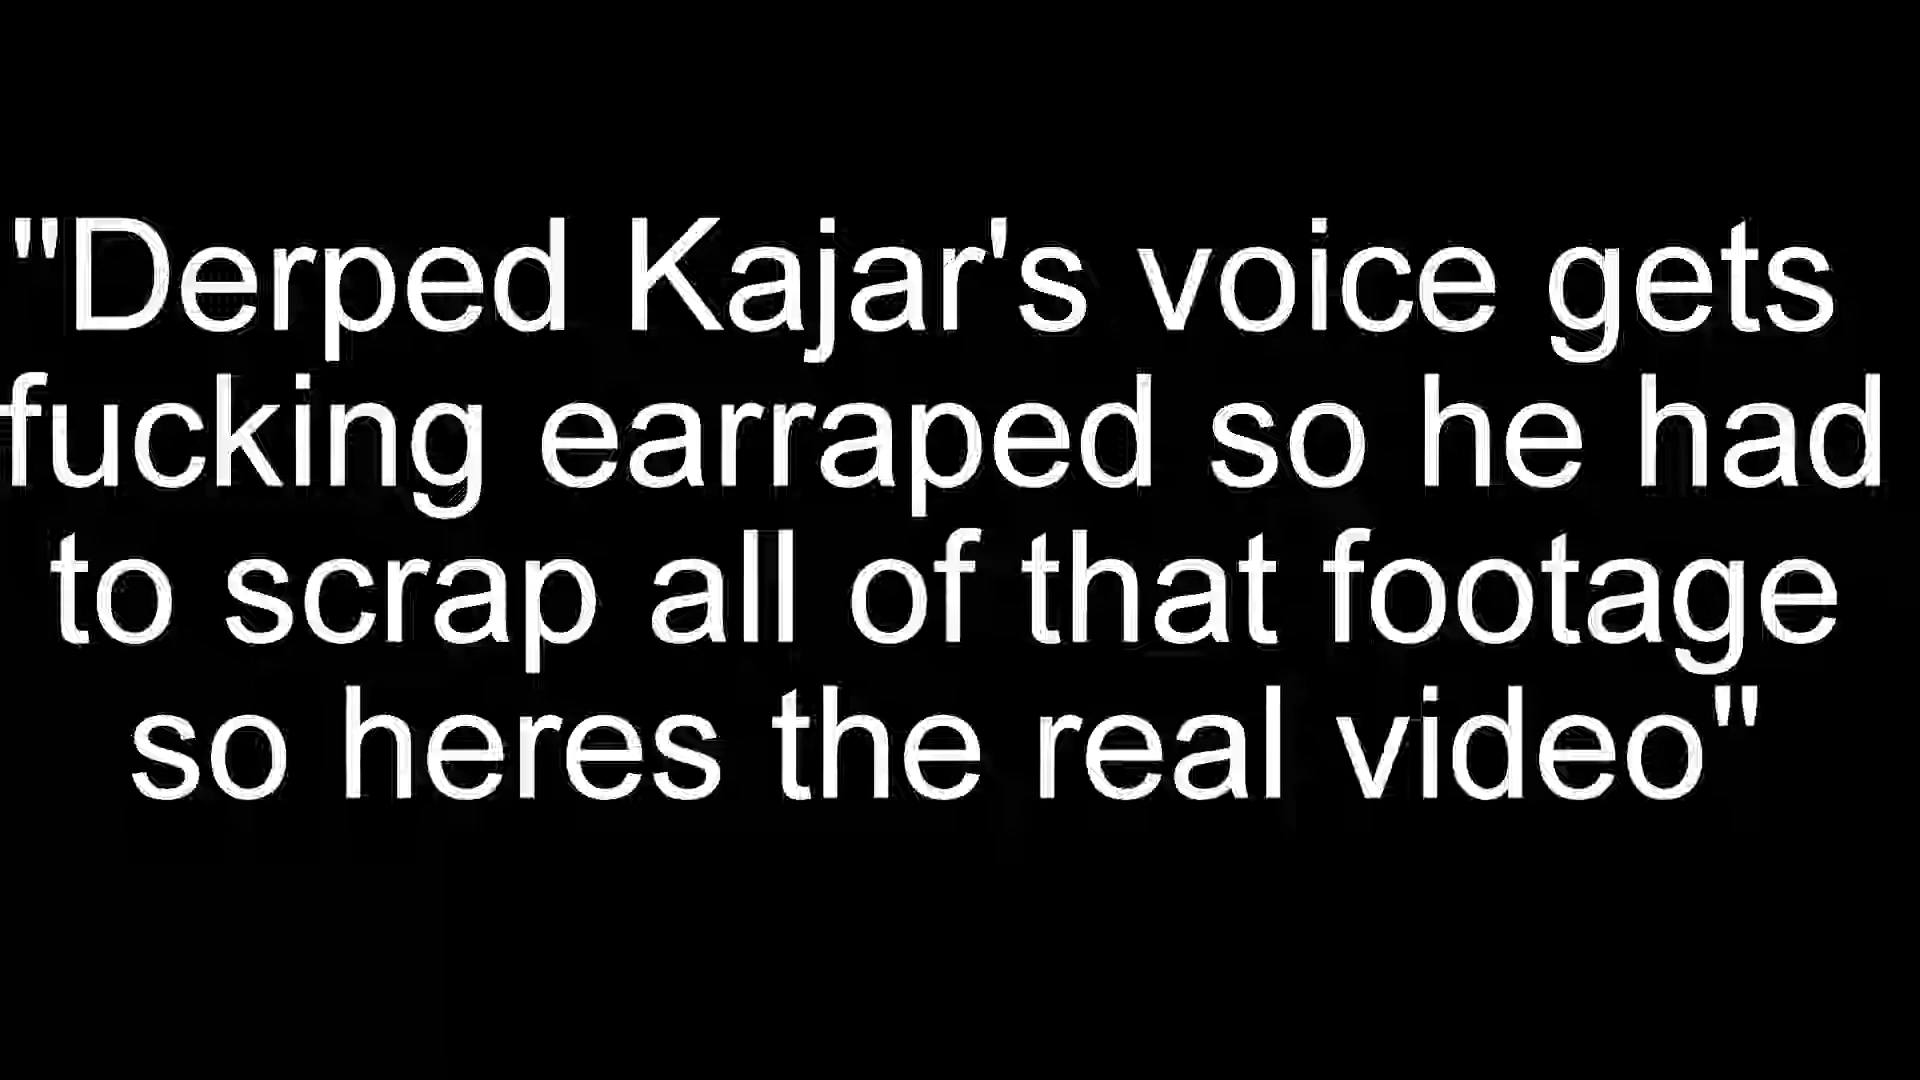 "Derped Kajar's voice gets
fucking earraped so he had
to scrap all of that footage
so heres the real video"